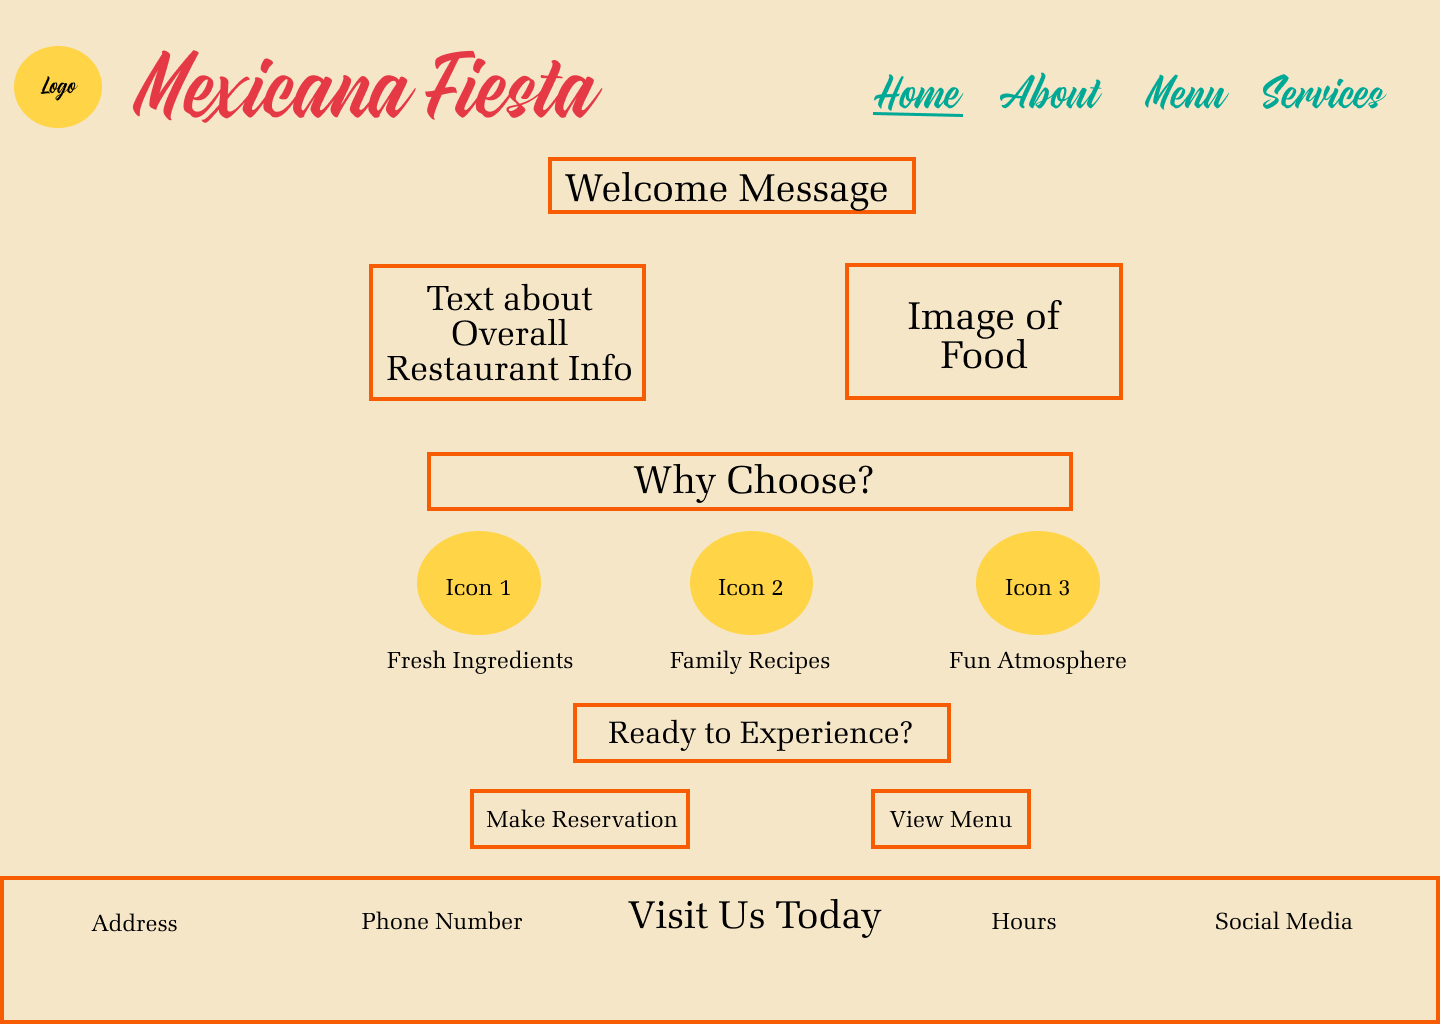 Logo
Mexicana Fiesta
Home
About
Menu
Services
Welcome Message
Text about
Overall
Restaurant Info
Image of
Food
Why Choose?
Icon 1
Icon 2
Icon 3
Fresh Ingredients
Family Recipes
Fun Atmosphere
Ready to Experience?
Make Reservation
View Menu
Address
Phone Number
Visit Us Today
Hours
Social Media